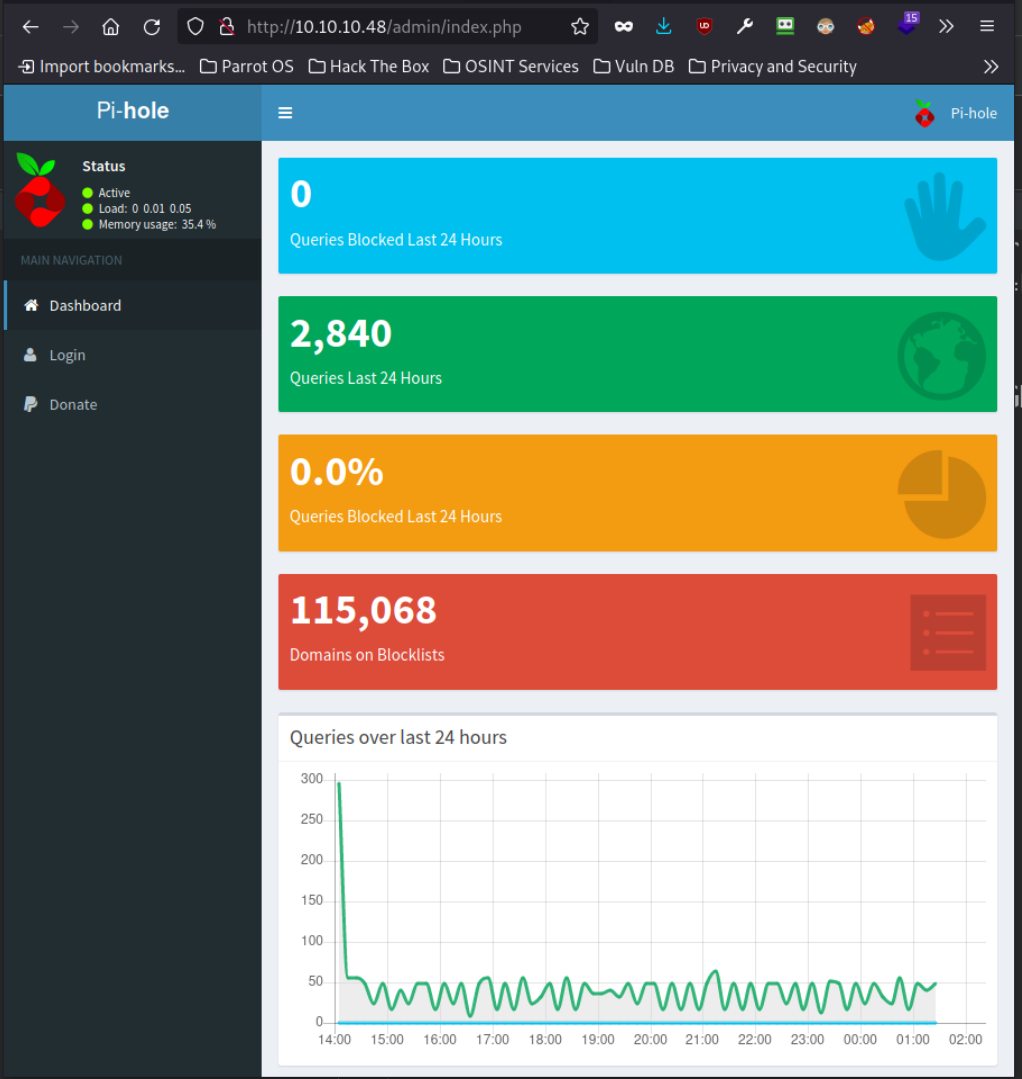 http://10.10.10.48/admin/index.php
15
Import bookmarks... Parrot OS Hack The Box OSINT Services Vuln DB Privacy and Security
Pi-hole
Pi-hole
Status
Active
Load: 0 0.01 0.05
Memory usage: 35.4 %
MAIN NAVIGATION
Dashboard
Login
Donate
0
Queries Blocked Last 24 Hours
2,840
Queries Last 24 Hours
0.0%
Queries Blocked Last 24 Hours
115,068
Domains on Blocklists
Queries over last 24 hours
300
250
200
150
100
50
0
14:00 15:00 16:00 17:00 18:00 19:00 20:00 21:00 22:00 23:00 00:00 01:00 02:00